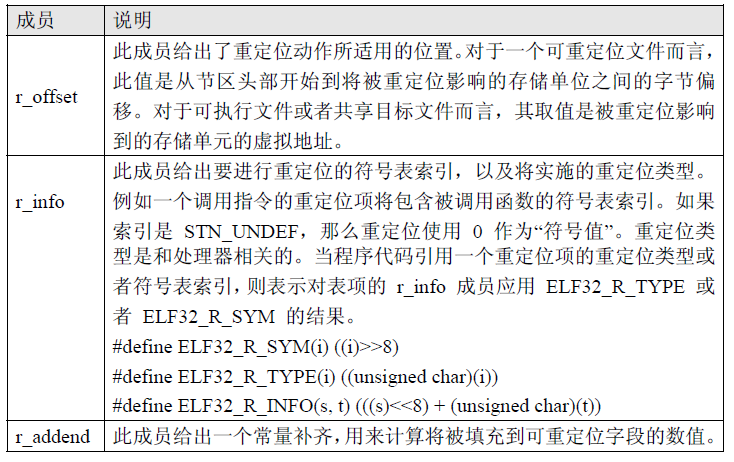 成员 说明
r_offset 此成员给出了重定位动作所适用的位置。对于一个可重定位文件而言，
此值是从节区头部开始到将被重定位影响的存储单位之间的字节偏
移。对于可执行文件或者共享目标文件而言，其取值是被重定位影响
到的存储单元的虚拟地址。
r_info 此成员给出要进行重定位的符号表索引，以及将实施的重定位类型。
例如一个调用指令的重定位项将包含被调用函数的符号表索引。如果
索引是 STN_UNDEF，那么重定位使用 0 作为“符号值”。重定位类
型是和处理器相关的。当程序代码引用一个重定位项的重定位类型或
者符号表索引，则表示对表项的 r_info 成员应用 ELF32_R_TYPE 或
者 ELF32_R_SYM 的结果。
#define ELF32_R_SYM(i) ((i)>>8)
#define ELF32_R_TYPE(i) ((unsigned char)(i))
#define ELF32_R_INFO(s, t) (((s)<<8) + (unsigned char)(t))
r_addend 此成员给出一个常量补齐，用来计算将被填充到可重定位字段的数值。